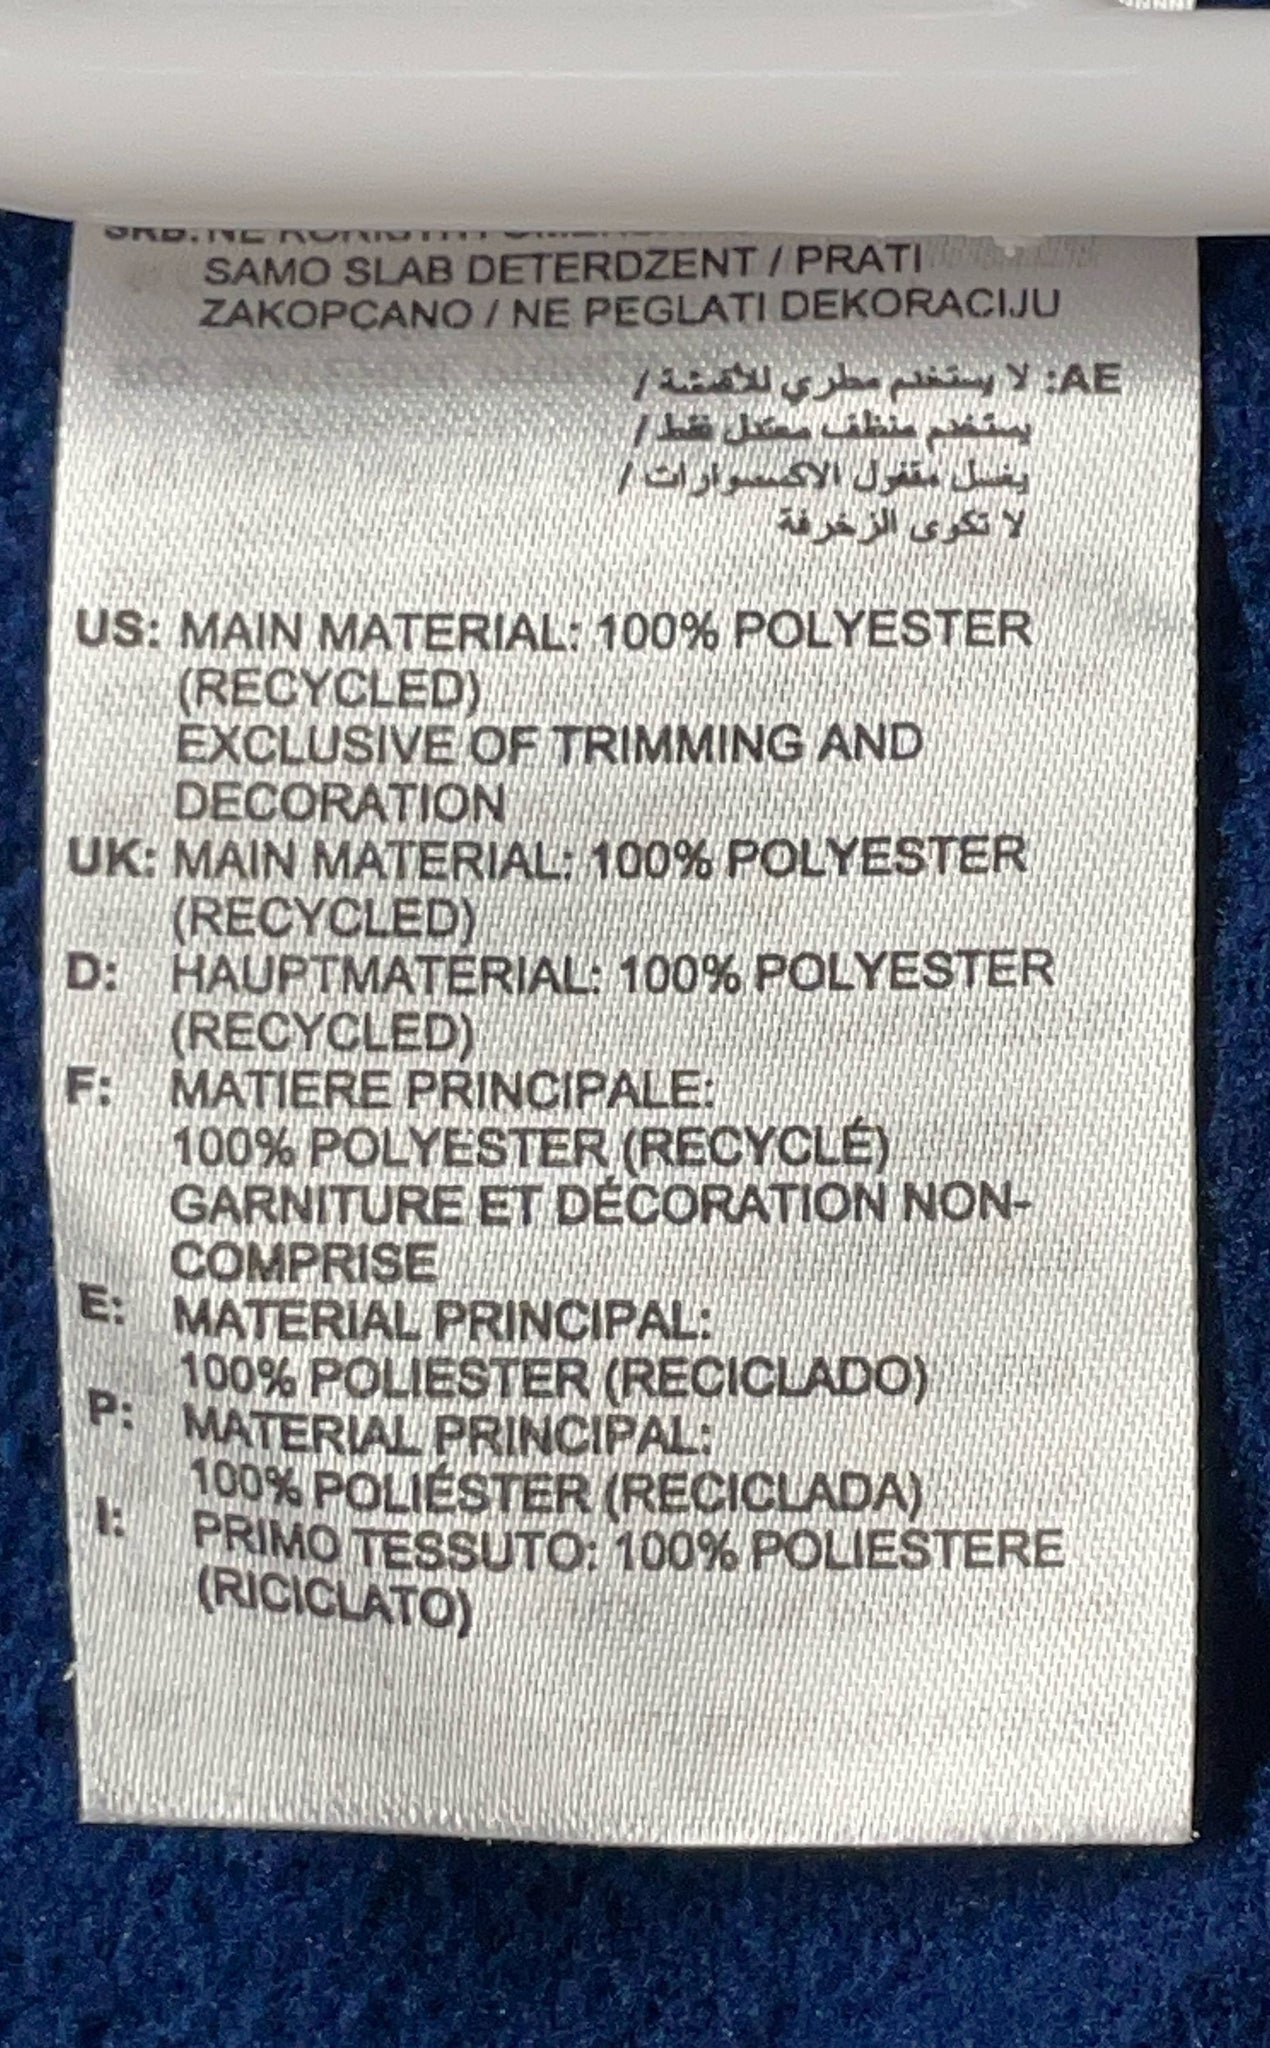 SRB: NE
SAMO SLAB DETERDZENT / PRATI
ZAKOPCANO / NE PEGLATI DEKORACIJU
AE: لا يستخدم مطري للأقمشة /
يستخدم منظف معتدل فقط /
يغسل مقفول الاكسسوارات /
لا تكوى الزخرفة
US: MAIN MATERIAL: 100% POLYESTER
(RECYCLED)
EXCLUSIVE OF TRIMMING AND
DECORATION
UK: MAIN MATERIAL: 100% POLYESTER
(RECYCLED)
D: HAUPTMATERIAL: 100% POLYESTER
(RECYCLED)
F: MATIERE PRINCIPALE:
100% POLYESTER (RECYCLÉ)
GARNITURE ET DÉCORATION NON-
COMPRISE
E: MATERIAL PRINCIPAL:
100% POLIESTER (RECICLADO)
P: MATERIAL PRINCIPAL:
100% POLIÉSTER (RECICLADA)
I: PRIMO TESSUTO: 100% POLIESTERE
(RICICLATO)